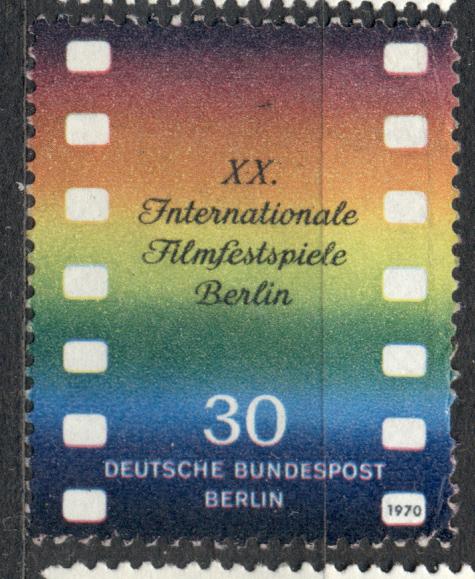 XX.
Internationale
Filmfestspiele
Berlin
30
DEUTSCHE BUNDESPOST
BERLIN
1970